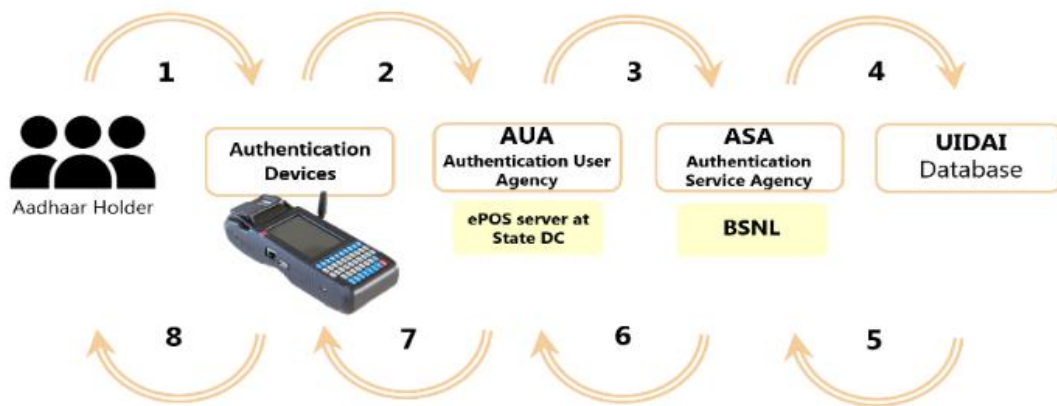 1
2
3
4
Aadhaar Holder
Authentication
Devices
AUA
Authentication User
Agency
ePOS server at
State DC
ASA
Authentication
Service Agency
BSNL
UIDAI
Database
8
7
6
5